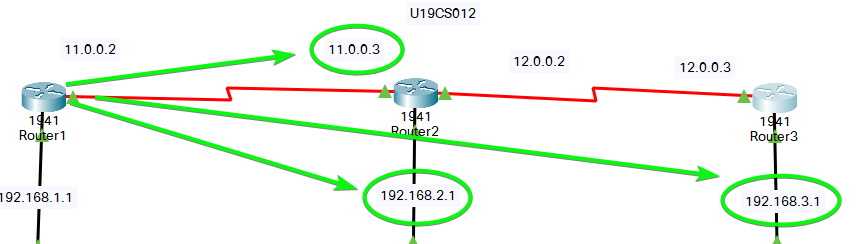 U19CS012
11.0.0.2
11.0.0.3
12.0.0.2
12.0.0.3
1941
Router1
1941
Router2
1941
Router3
192.168.1.1
192.168.2.1
192.168.3.1